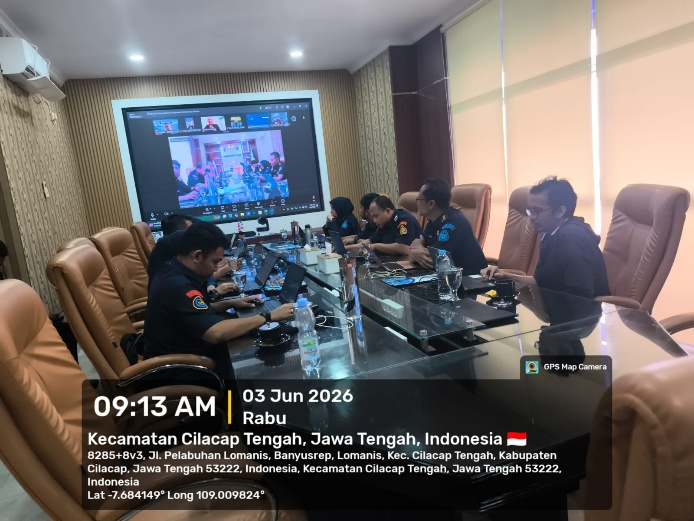 GPS Map Camera
09:13 AM
03 Jun 2026
Rabu
Kecamatan Cilacap Tengah, Jawa Tengah, Indonesia
8285+8v3, Jl. Pelabuhan Lomanis, Banyusrep, Lomanis, Kec. Cilacap Tengah, Kabupaten
Cilacap, Jawa Tengah 53222, Indonesia, Kecamatan Cilacap Tengah, Jawa Tengah 53222,
Indonesia
Lat -7.684149° Long 109.009824°